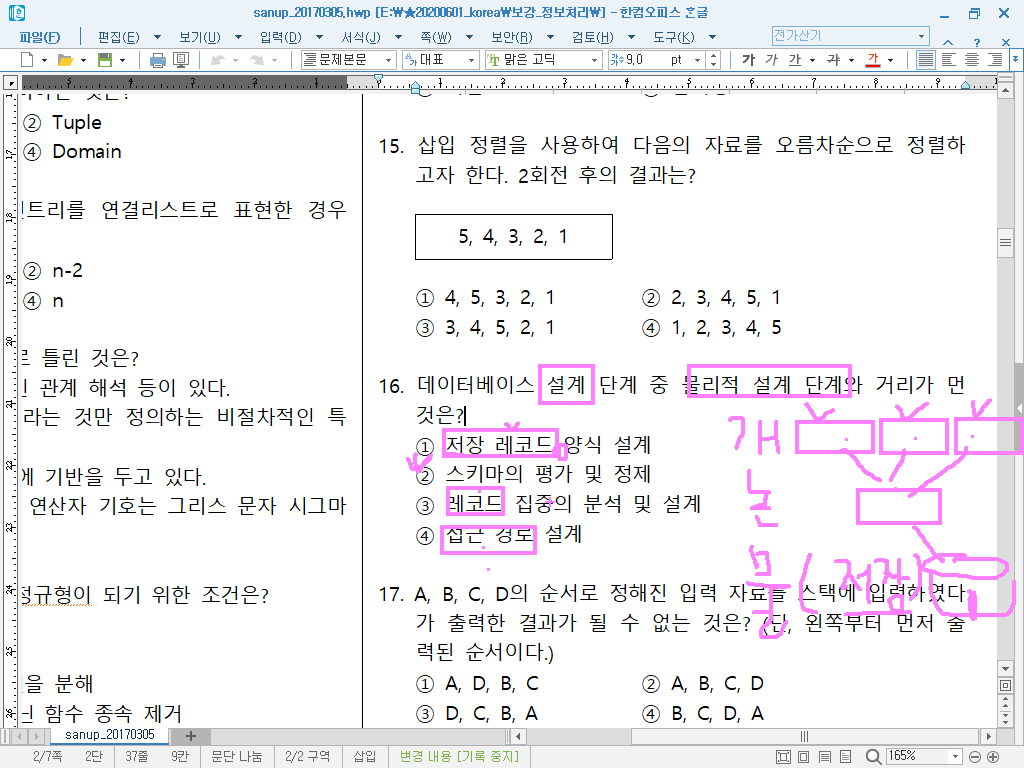 sanup_20170305.hwp [E:₩★20200601_korea₩보강_정보처리₩] - 한컴오피스 한글
파일(F) 편집(E) 보기(U) 입력(D) 서식(J) 쪽(W) 보안(R) 검토(H) 도구(K) 전가산기
문제본문 대표 맑은 고딕 9.0 pt 가 가 가 가 가
② Tuple
④ Domain
트리를 연결리스트로 표현한 경우
② n-2
④ n
로 틀린 것은?
관계 해석 등이 있다.
라는 것만 정의하는 비절차적인 특
에 기반을 두고 있다.
연산자 기호는 그리스 문자 시그마
정규형이 되기 위한 조건은?
을 분해
함수 종속 제거
15. 삽입 정렬을 사용하여 다음의 자료를 오름차순으로 정렬하
고자 한다. 2회전 후의 결과는?
5, 4, 3, 2, 1
① 4, 5, 3, 2, 1 ② 2, 3, 4, 5, 1
③ 3, 4, 5, 2, 1 ④ 1, 2, 3, 4, 5
16. 데이터베이스 설계 단계 중 물리적 설계 단계와 거리가 먼
것은?
① 저장 레코드 양식 설계
② 스키마의 평가 및 정제
③ 레코드 집중의 분석 및 설계
④ 접근 경로 설계
개
논
물 (저장)
17. A, B, C, D의 순서로 정해진 입력 자료를 스택에 입력하였다
가 출력한 결과가 될 수 없는 것은? (단, 왼쪽부터 먼저 출
력된 순서이다.)
① A, D, B, C ② A, B, C, D
③ D, C, B, A ④ B, C, D, A
sanup_20170305
2/7쪽 2단 37줄 9칸 문단 나눔 2/2 구역 삽입 변경 내용 [기록 중지] 165%